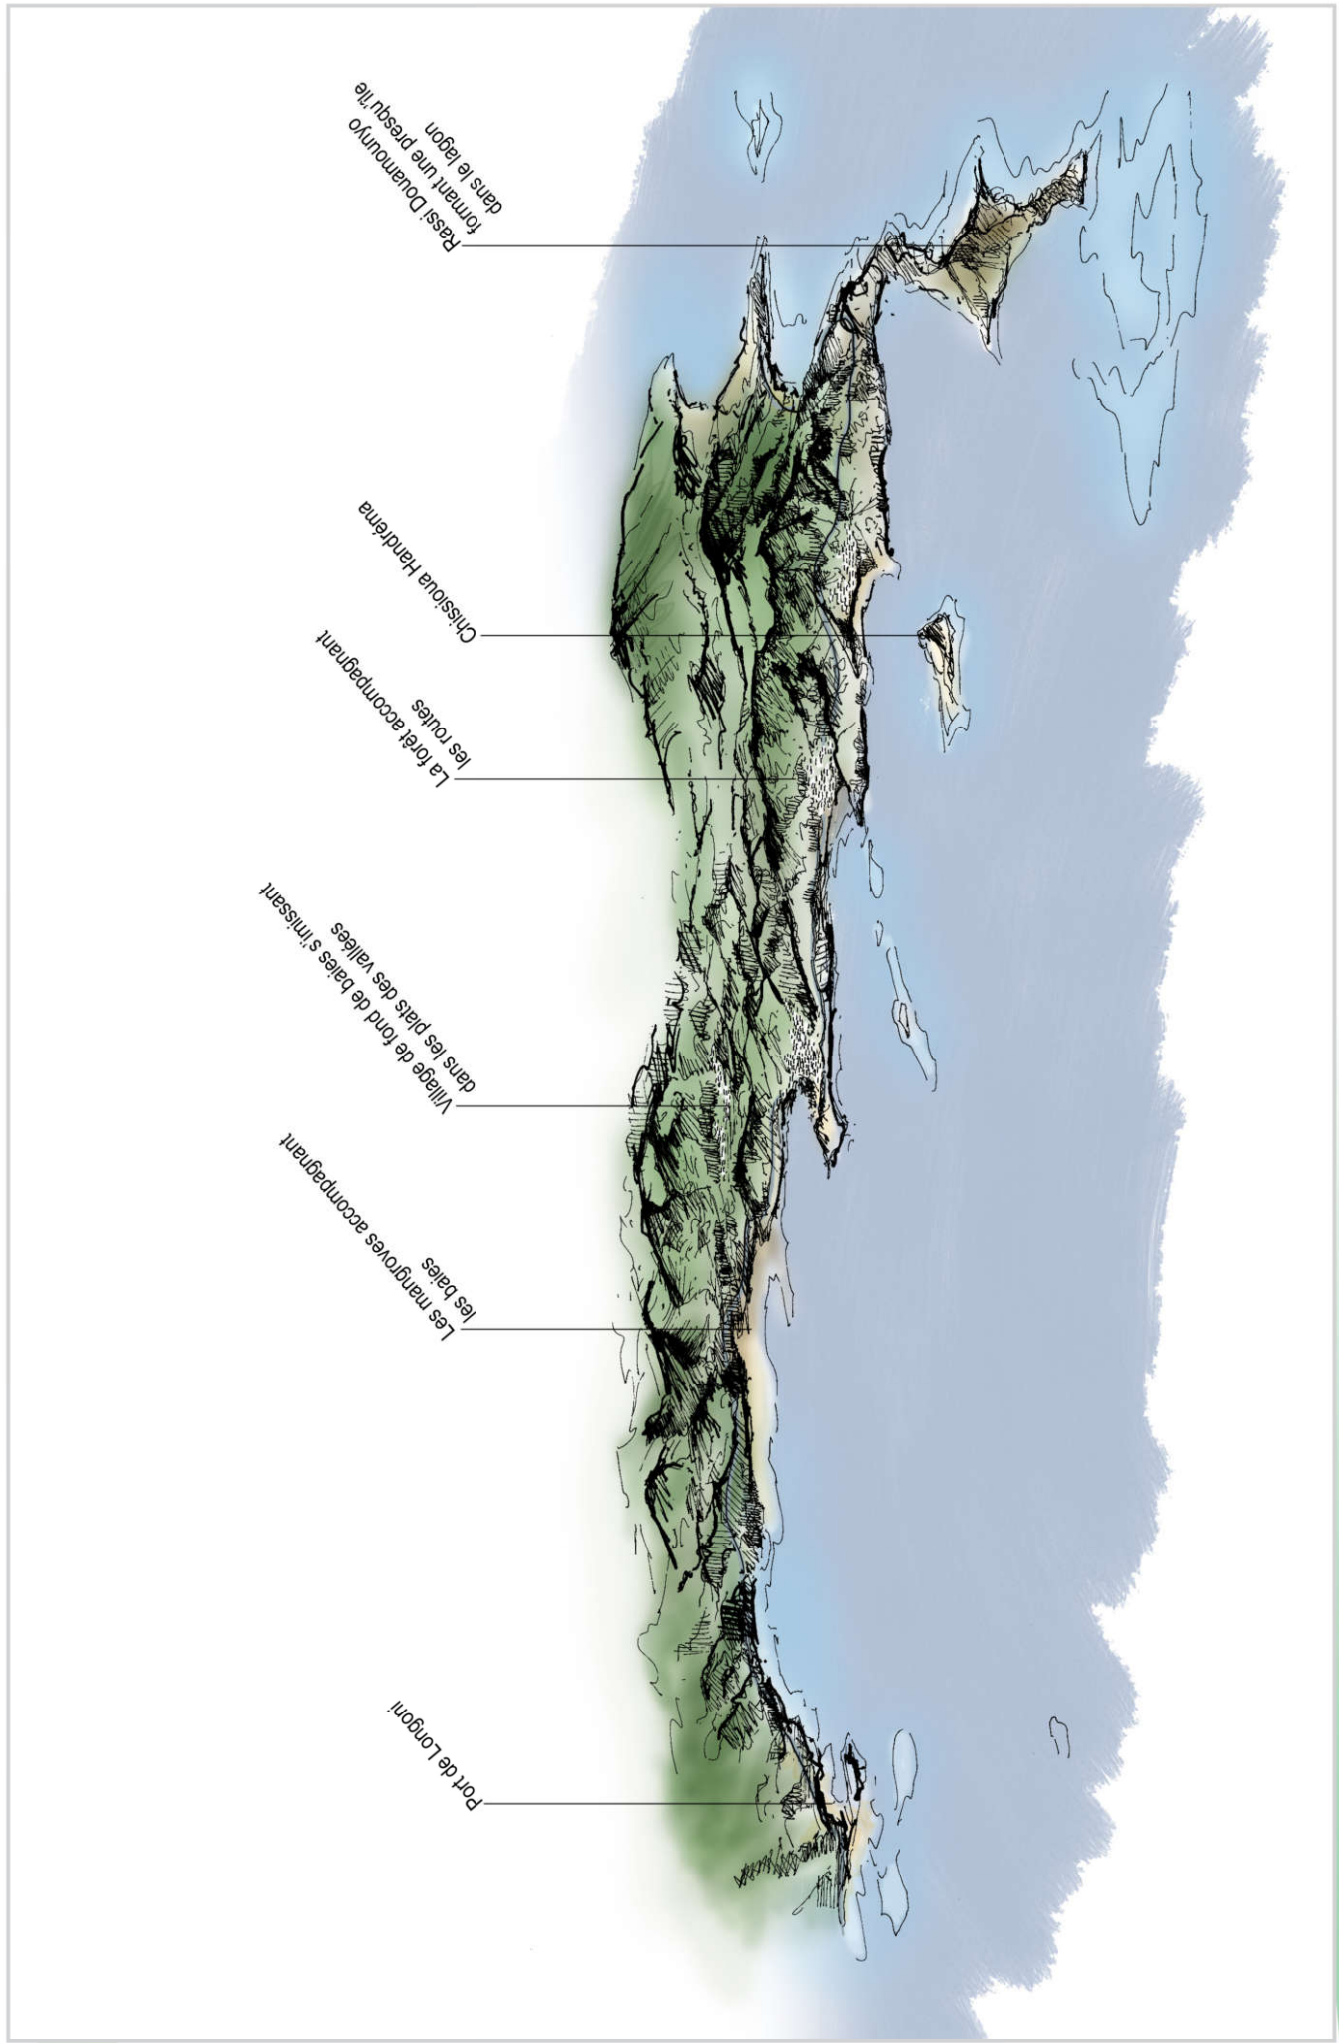 Port de Longoni
Les mangroves accompagnant
les baies
Village de fond de baies s'imissant
dans les plats des vallées
La forêt accompagnant
les routes
Chissioua Handréma
Rassi Douamounyo
formant une presqu'île
dans le lagon